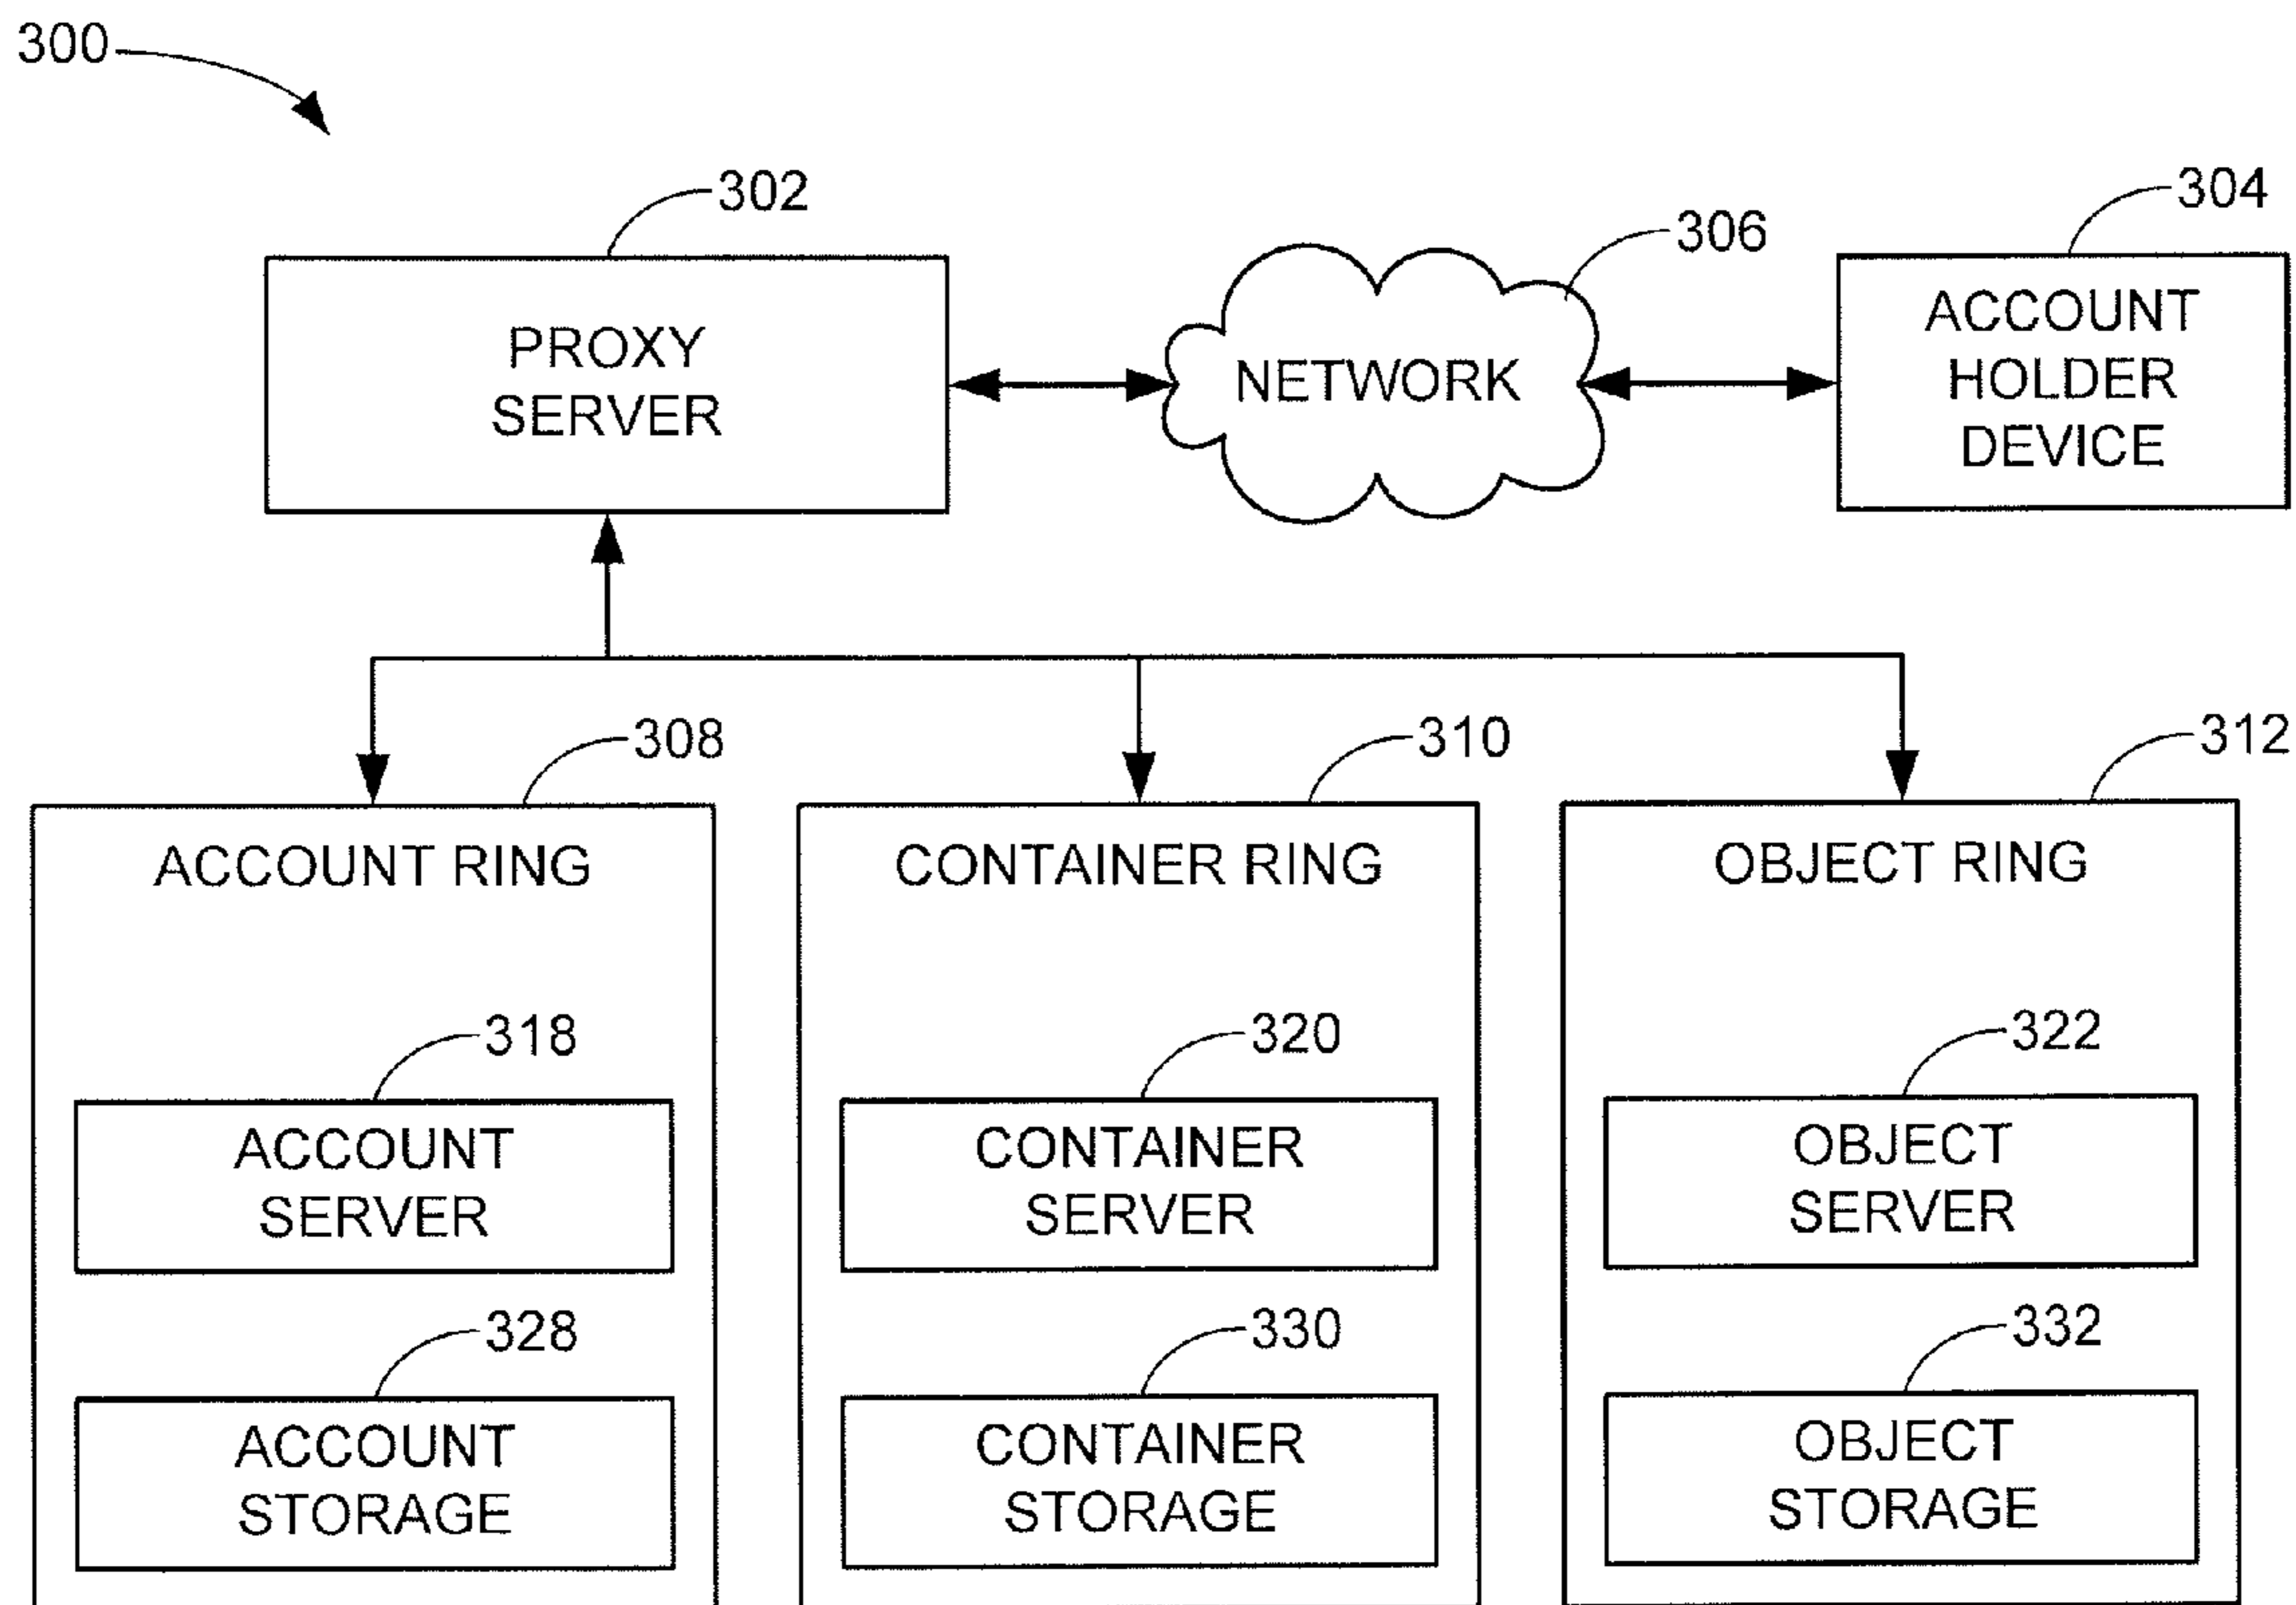 300
302
304
306
PROXY
SERVER
NETWORK
ACCOUNT
HOLDER
DEVICE
308
310
312
ACCOUNT RING
CONTAINER RING
OBJECT RING
318
320
322
ACCOUNT
SERVER
CONTAINER
SERVER
OBJECT
SERVER
328
330
332
ACCOUNT
STORAGE
CONTAINER
STORAGE
OBJECT
STORAGE